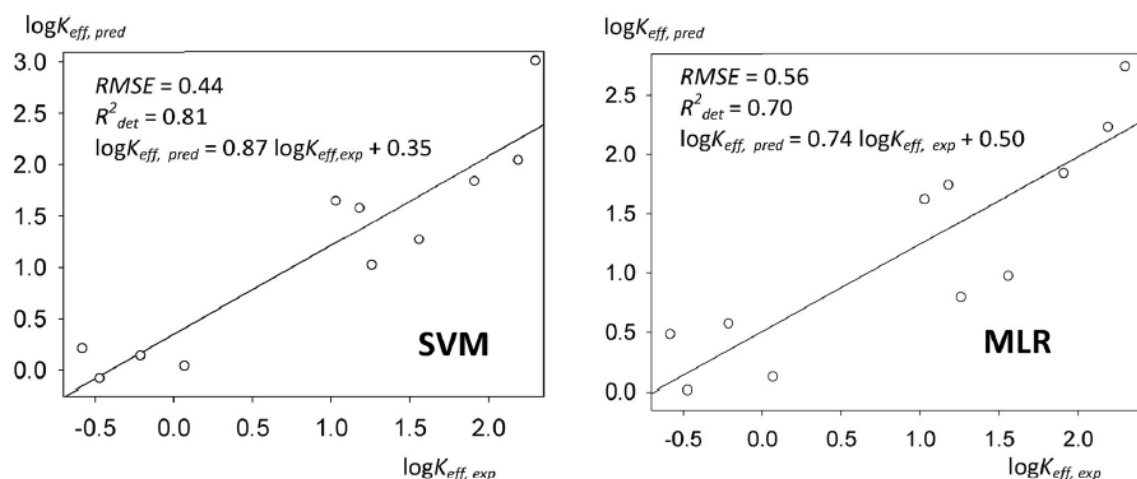 logK_eff, pred
3.0
2.5
2.0
1.5
1.0
0.5
0.0
RMSE = 0.44
R²_det = 0.81
logK_eff, pred = 0.87 logK_eff,exp + 0.35
SVM
-0.5 0.0 1.0 1.5 2.0
logK_eff, exp
logK_eff, pred
2.5
2.0
1.5
1.0
0.5
0.0
RMSE = 0.56
R²_det = 0.70
logK_eff, pred = 0.74 logK_eff, exp + 0.50
MLR
-0.5 0.0 1.0 1.5 2.0
logK_eff, exp